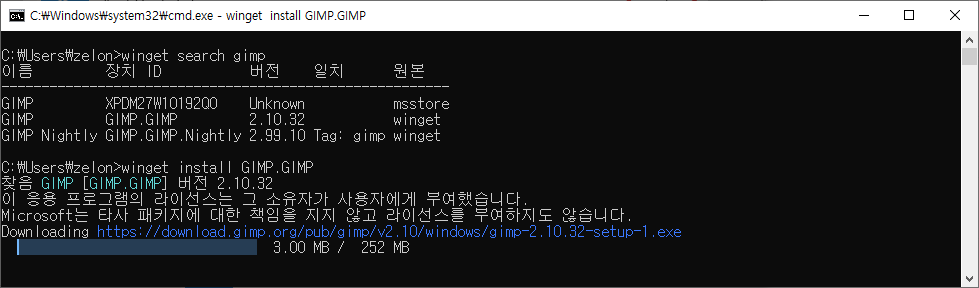 C:₩Windows₩system32₩cmd.exe - winget  install GIMP.GIMP
C:₩Users₩zelon>winget search gimp
이름 장치 ID 버전 일치 원본
-------------------------------------------------------
GIMP XPDM27W10192Q0 Unknown msstore
GIMP GIMP.GIMP 2.10.32 winget
GIMP Nightly GIMP.GIMP.Nightly 2.99.10 Tag: gimp winget
C:₩Users₩zelon>winget install GIMP.GIMP
찾음 GIMP [GIMP.GIMP] 버전 2.10.32
이 응용 프로그램의 라이선스는 그 소유자가 사용자에게 부여했습니다.
Microsoft는 타사 패키지에 대한 책임을 지지 않고 라이선스를 부여하지도 않습니다.
Downloading https://download.gimp.org/pub/gimp/v2.10/windows/gimp-2.10.32-setup-1.exe
3.00 MB /  252 MB